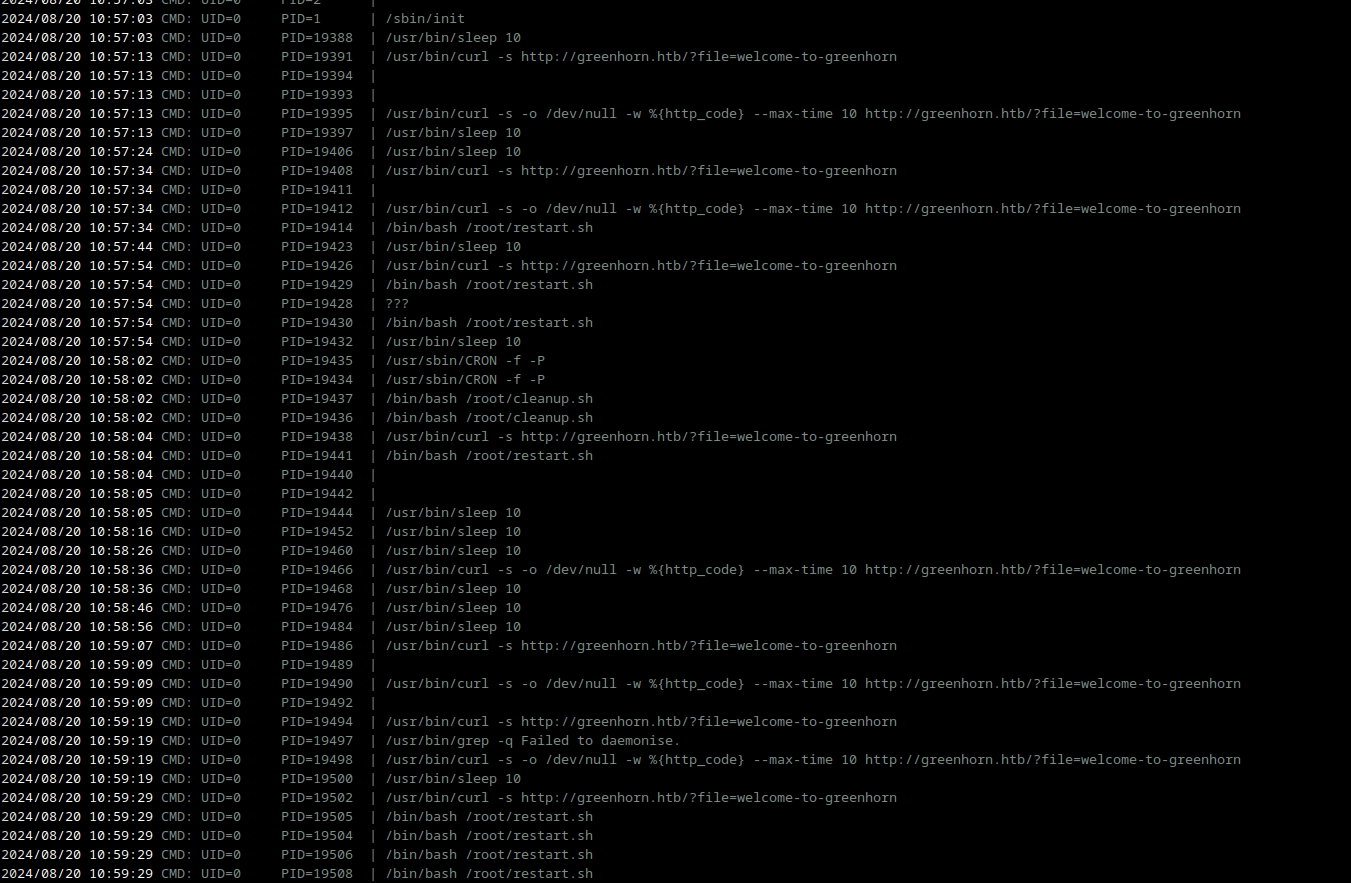 2024/08/20 10:57:03 CMD: UID=0     PID=2      |
2024/08/20 10:57:03 CMD: UID=0     PID=1      | /sbin/init
2024/08/20 10:57:03 CMD: UID=0     PID=19388  | /usr/bin/sleep 10
2024/08/20 10:57:13 CMD: UID=0     PID=19391  | /usr/bin/curl -s http://greenhorn.htb/?file=welcome-to-greenhorn
2024/08/20 10:57:13 CMD: UID=0     PID=19394  |
2024/08/20 10:57:13 CMD: UID=0     PID=19393  |
2024/08/20 10:57:13 CMD: UID=0     PID=19395  | /usr/bin/curl -s -o /dev/null -w %{http_code} --max-time 10 http://greenhorn.htb/?file=welcome-to-greenhorn
2024/08/20 10:57:13 CMD: UID=0     PID=19397  | /usr/bin/sleep 10
2024/08/20 10:57:24 CMD: UID=0     PID=19406  | /usr/bin/sleep 10
2024/08/20 10:57:34 CMD: UID=0     PID=19408  | /usr/bin/curl -s http://greenhorn.htb/?file=welcome-to-greenhorn
2024/08/20 10:57:34 CMD: UID=0     PID=19411  |
2024/08/20 10:57:34 CMD: UID=0     PID=19412  | /usr/bin/curl -s -o /dev/null -w %{http_code} --max-time 10 http://greenhorn.htb/?file=welcome-to-greenhorn
2024/08/20 10:57:34 CMD: UID=0     PID=19414  | /bin/bash /root/restart.sh
2024/08/20 10:57:44 CMD: UID=0     PID=19423  | /usr/bin/sleep 10
2024/08/20 10:57:54 CMD: UID=0     PID=19426  | /usr/bin/curl -s http://greenhorn.htb/?file=welcome-to-greenhorn
2024/08/20 10:57:54 CMD: UID=0     PID=19429  | /bin/bash /root/restart.sh
2024/08/20 10:57:54 CMD: UID=0     PID=19428  | ???
2024/08/20 10:57:54 CMD: UID=0     PID=19430  | /bin/bash /root/restart.sh
2024/08/20 10:57:54 CMD: UID=0     PID=19432  | /usr/bin/sleep 10
2024/08/20 10:58:02 CMD: UID=0     PID=19435  | /usr/sbin/CRON -f -P
2024/08/20 10:58:02 CMD: UID=0     PID=19434  | /usr/sbin/CRON -f -P
2024/08/20 10:58:02 CMD: UID=0     PID=19437  | /bin/bash /root/cleanup.sh
2024/08/20 10:58:02 CMD: UID=0     PID=19436  | /bin/bash /root/cleanup.sh
2024/08/20 10:58:04 CMD: UID=0     PID=19438  | /usr/bin/curl -s http://greenhorn.htb/?file=welcome-to-greenhorn
2024/08/20 10:58:04 CMD: UID=0     PID=19441  | /bin/bash /root/restart.sh
2024/08/20 10:58:04 CMD: UID=0     PID=19440  |
2024/08/20 10:58:05 CMD: UID=0     PID=19442  |
2024/08/20 10:58:05 CMD: UID=0     PID=19444  | /usr/bin/sleep 10
2024/08/20 10:58:16 CMD: UID=0     PID=19452  | /usr/bin/sleep 10
2024/08/20 10:58:26 CMD: UID=0     PID=19460  | /usr/bin/sleep 10
2024/08/20 10:58:36 CMD: UID=0     PID=19466  | /usr/bin/curl -s -o /dev/null -w %{http_code} --max-time 10 http://greenhorn.htb/?file=welcome-to-greenhorn
2024/08/20 10:58:36 CMD: UID=0     PID=19468  | /usr/bin/sleep 10
2024/08/20 10:58:46 CMD: UID=0     PID=19476  | /usr/bin/sleep 10
2024/08/20 10:58:56 CMD: UID=0     PID=19484  | /usr/bin/sleep 10
2024/08/20 10:59:07 CMD: UID=0     PID=19486  | /usr/bin/curl -s http://greenhorn.htb/?file=welcome-to-greenhorn
2024/08/20 10:59:09 CMD: UID=0     PID=19489  |
2024/08/20 10:59:09 CMD: UID=0     PID=19490  | /usr/bin/curl -s -o /dev/null -w %{http_code} --max-time 10 http://greenhorn.htb/?file=welcome-to-greenhorn
2024/08/20 10:59:09 CMD: UID=0     PID=19492  |
2024/08/20 10:59:19 CMD: UID=0     PID=19494  | /usr/bin/curl -s http://greenhorn.htb/?file=welcome-to-greenhorn
2024/08/20 10:59:19 CMD: UID=0     PID=19497  | /usr/bin/grep -q Failed to daemonise.
2024/08/20 10:59:19 CMD: UID=0     PID=19498  | /usr/bin/curl -s -o /dev/null -w %{http_code} --max-time 10 http://greenhorn.htb/?file=welcome-to-greenhorn
2024/08/20 10:59:19 CMD: UID=0     PID=19500  | /usr/bin/sleep 10
2024/08/20 10:59:29 CMD: UID=0     PID=19502  | /usr/bin/curl -s http://greenhorn.htb/?file=welcome-to-greenhorn
2024/08/20 10:59:29 CMD: UID=0     PID=19505  | /bin/bash /root/restart.sh
2024/08/20 10:59:29 CMD: UID=0     PID=19504  | /bin/bash /root/restart.sh
2024/08/20 10:59:29 CMD: UID=0     PID=19506  | /bin/bash /root/restart.sh
2024/08/20 10:59:29 CMD: UID=0     PID=19508  | /bin/bash /root/restart.sh